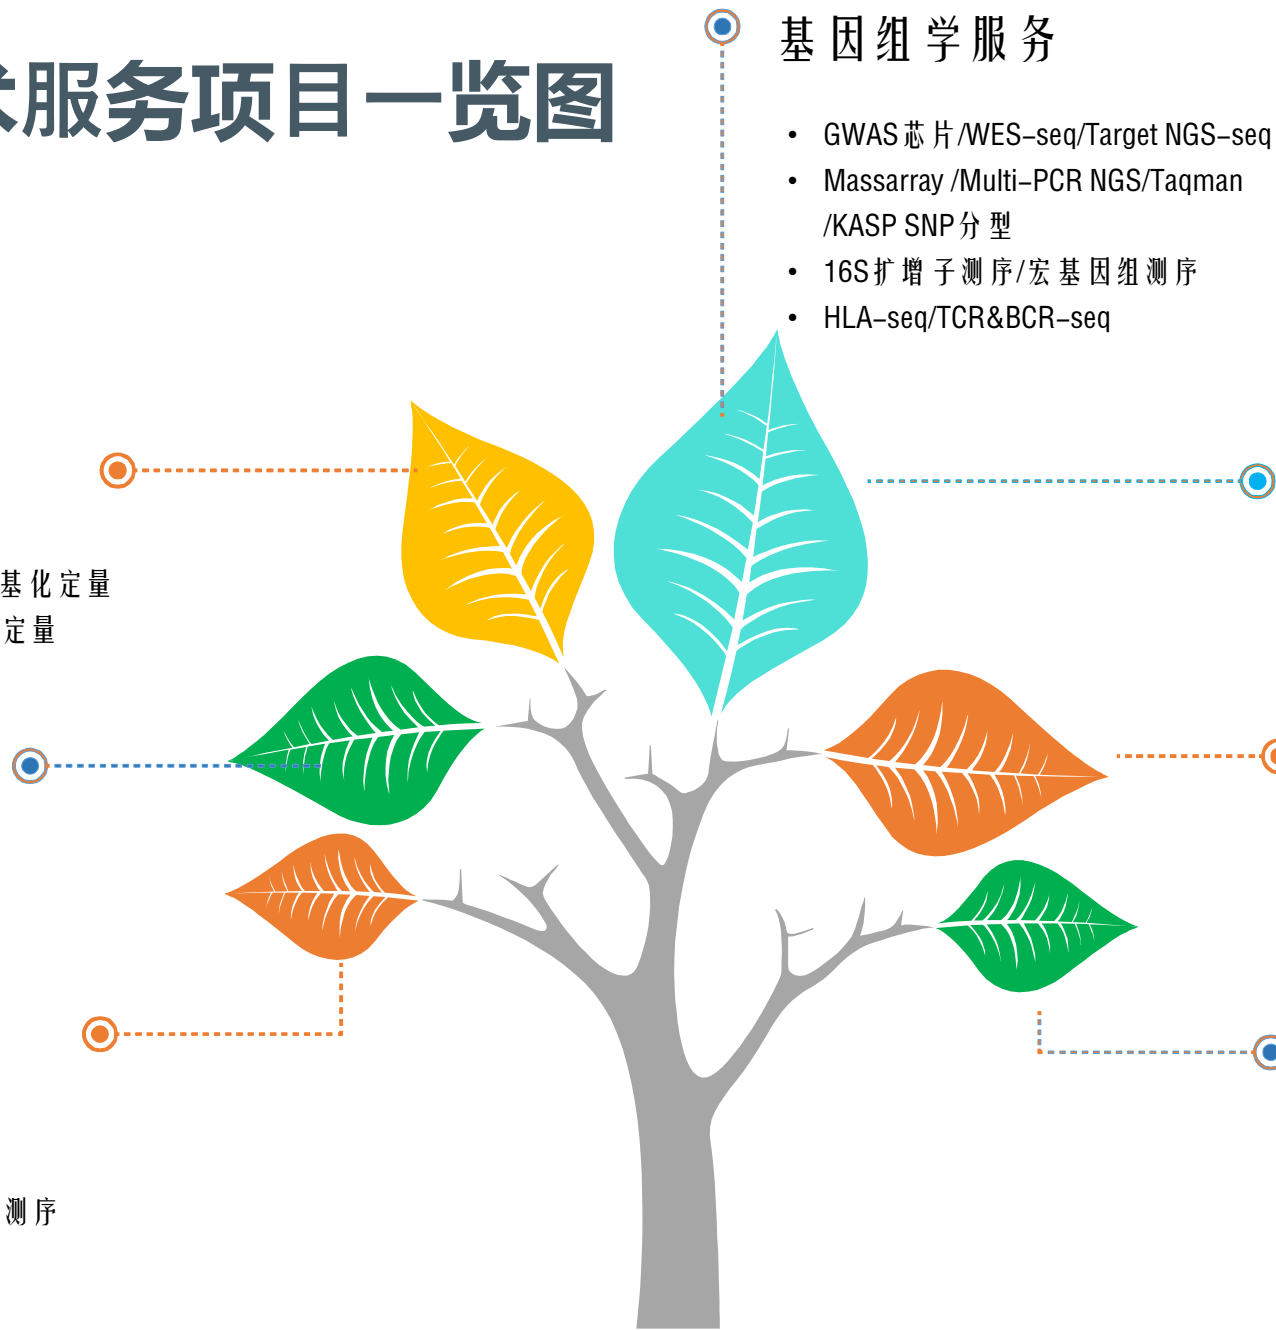 服务项目一览图
基因组学服务
• GWAS芯片/WES-seq/Target NGS-seq
• Massarray /Multi-PCR NGS/Taqman
/KASP SNP分型
• 16S扩增子测序/宏基因组测序
• HLA-seq/TCR&BCR-seq
基化定量
定量
测序